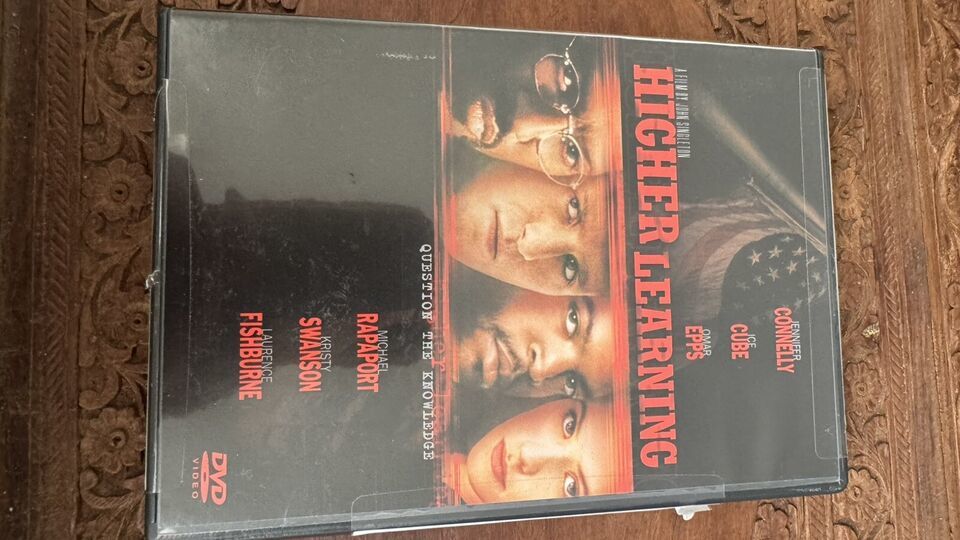 JENNIFER
CONNELLY
ICE
CUBE
OMAR
EPPS
A FILM BY JOHN SINGLETON
HIGHER LEARNING
QUESTION THE KNOWLEDGE
MICHAEL
RAPAPORT
KRISTY
SWANSON
LAURENCE
FISHBURNE
DVD
VIDEO